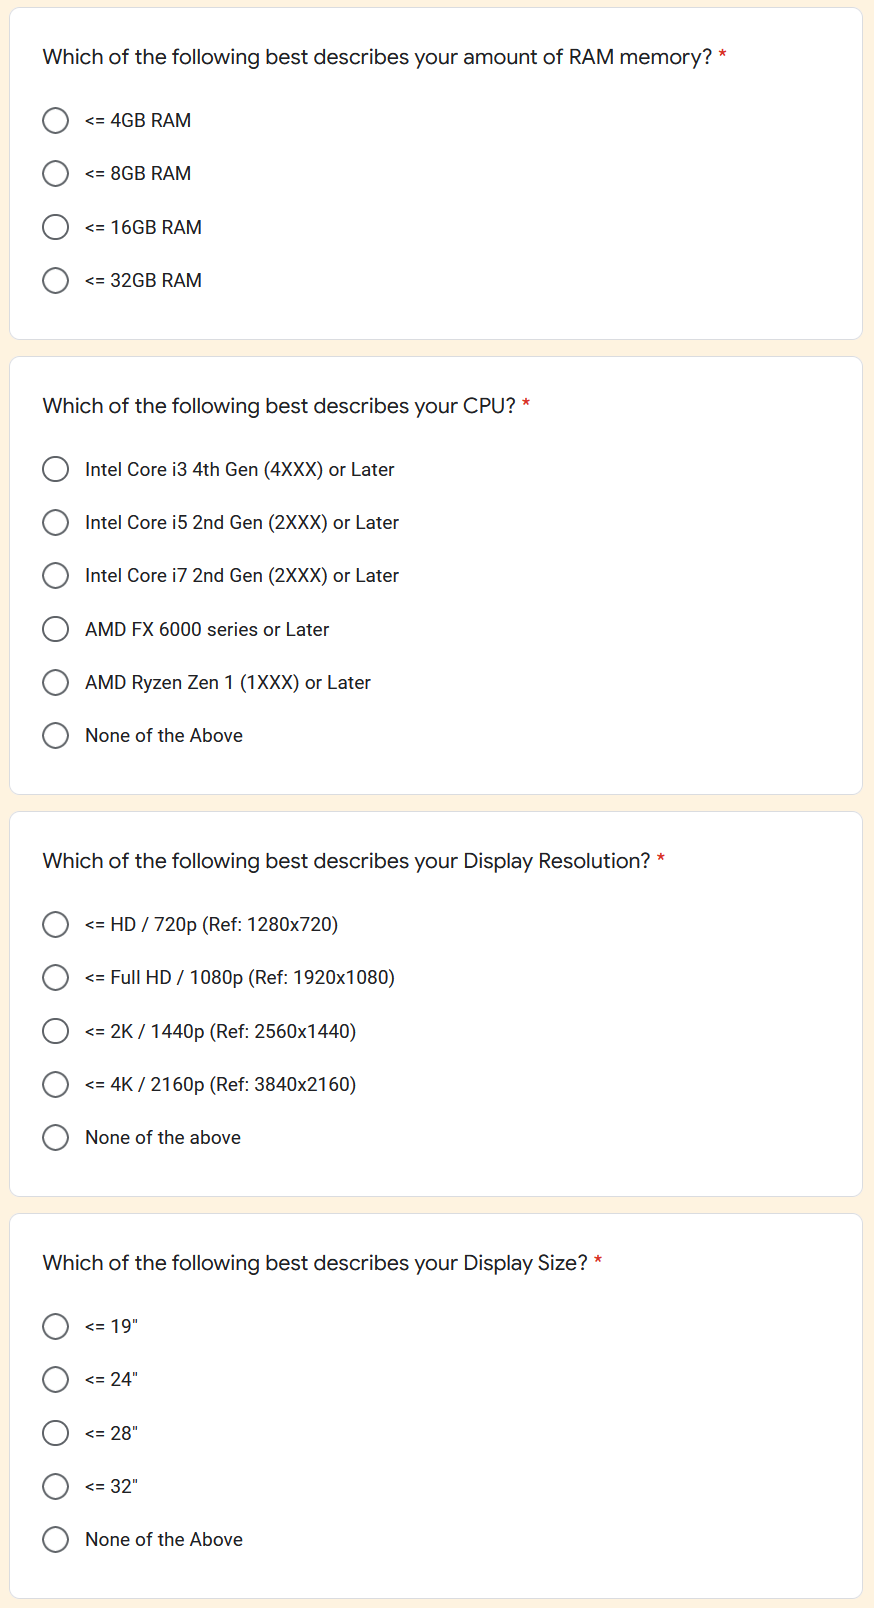 Which of the following best describes your amount of RAM memory? *
<= 4GB RAM
<= 8GB RAM
<= 16GB RAM
<= 32GB RAM
Which of the following best describes your CPU? *
Intel Core i3 4th Gen (4XXX) or Later
Intel Core i5 2nd Gen (2XXX) or Later
Intel Core i7 2nd Gen (2XXX) or Later
AMD FX 6000 series or Later
AMD Ryzen Zen 1 (1XXX) or Later
None of the Above
Which of the following best describes your Display Resolution? *
<= HD / 720p (Ref: 1280x720)
<= Full HD / 1080p (Ref: 1920x1080)
<= 2K / 1440p (Ref: 2560x1440)
<= 4K / 2160p (Ref: 3840x2160)
None of the above
Which of the following best describes your Display Size? *
<= 19"
<= 24"
<= 28"
<= 32"
None of the Above